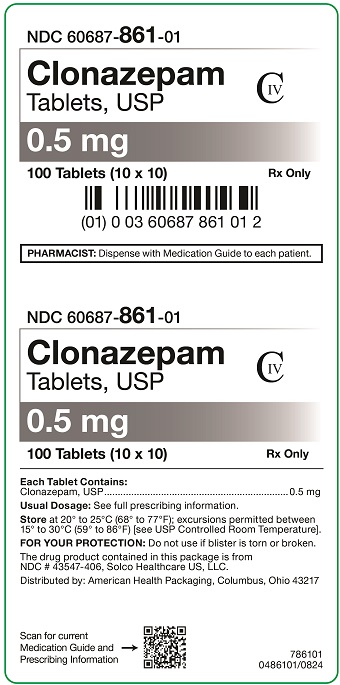 NDC 60687-861-01
Clonazepam
Tablets, USP
CIV
0.5 mg
100 Tablets (10 x 10) Rx Only
(01) 0 03 60687 861 01 2
PHARMACIST: Dispense with Medication Guide to each patient.
NDC 60687-861-01
Clonazepam
Tablets, USP
CIV
0.5 mg
100 Tablets (10 x 10) Rx Only
Each Tablet Contains:
Clonazepam, USP..............................................................0.5 mg
Usual Dosage: See full prescribing information.
Store at 20° to 25°C (68° to 77°F); excursions permitted between
15° to 30°C (59° to 86°F) [see USP Controlled Room Temperature].
FOR YOUR PROTECTION: Do not use if blister is torn or broken.
The drug product contained in this package is from
NDC # 43547-406, Solco Healthcare US, LLC.
Distributed by: American Health Packaging, Columbus, Ohio 43217
Scan for current
Medication Guide and
Prescribing Information
786101
0486101/0824